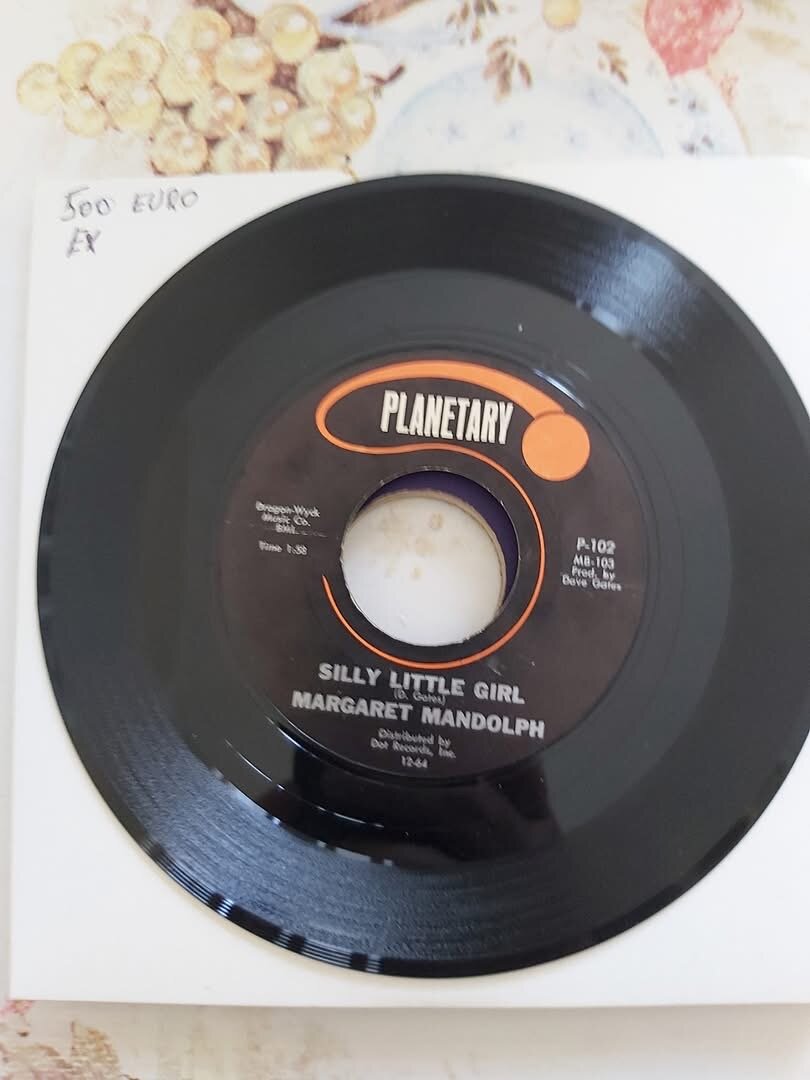 500 EURO
EX
PLANETARY
Dragon-Wyck
Music Co.
BMI
Time 1:58
P-102
MB-103
Prod. by
Dave Gates
SILLY LITTLE GIRL
(D. Gates)
MARGARET MANDOLPH
Distributed by
Dot Records, Inc.
12-64